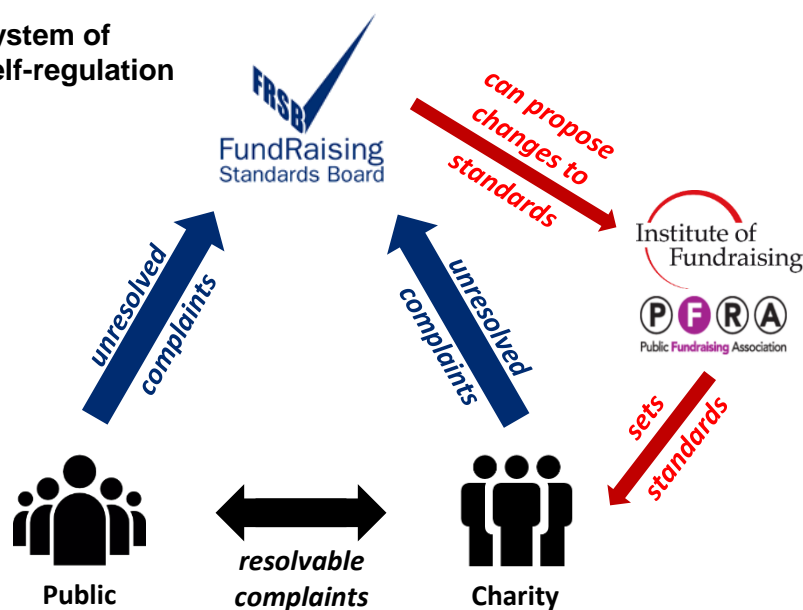 ystem of
elf-regulation
FRSB
FundRaising
Standards Board
can propose
changes to
standards
Institute of
Fundraising
PFRA
Public Fundraising Association
unresolved
complaints
unresolved
complaints
sets
standards
resolvable
complaints
Public
Charity